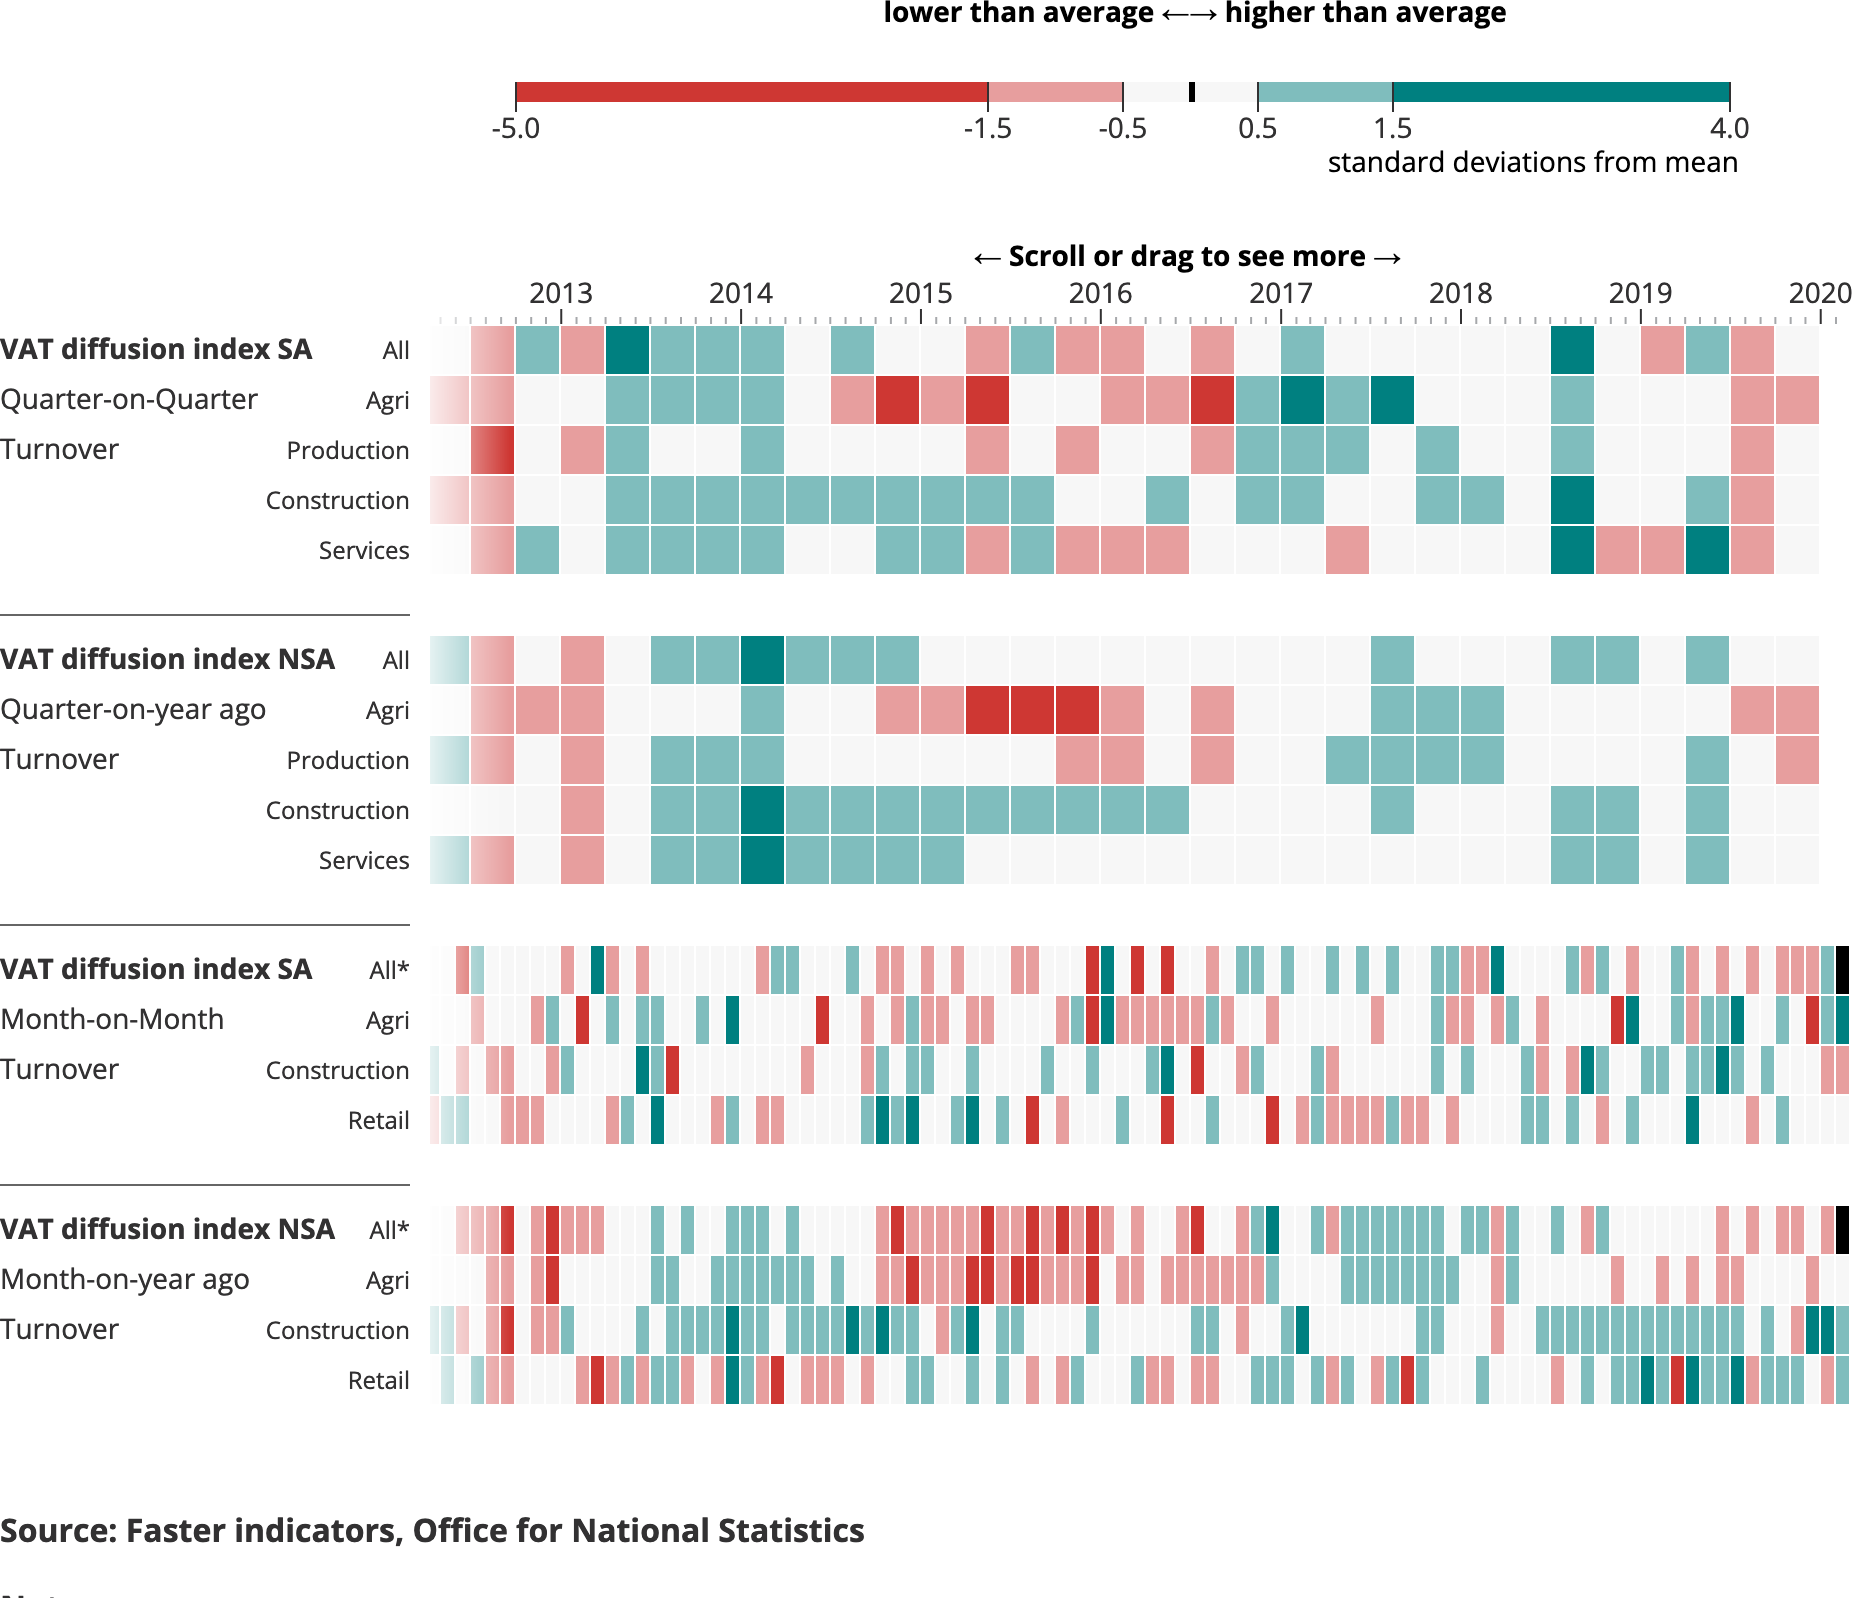 lower than average ←→ higher than average
-5.0 -1.5 -0.5 0.5 1.5 4.0
standard deviations from mean
← Scroll or drag to see more →
2013 2014 2015 2016 2017 2018 2019 2020
VAT diffusion index SA All
Quarter-on-Quarter Agri
Turnover Production
Construction
Services
VAT diffusion index NSA All
Quarter-on-year ago Agri
Turnover Production
Construction
Services
VAT diffusion index SA All*
Month-on-Month Agri
Turnover Construction
Retail
VAT diffusion index NSA All*
Month-on-year ago Agri
Turnover Construction
Retail
Source: Faster indicators, Office for National Statistics